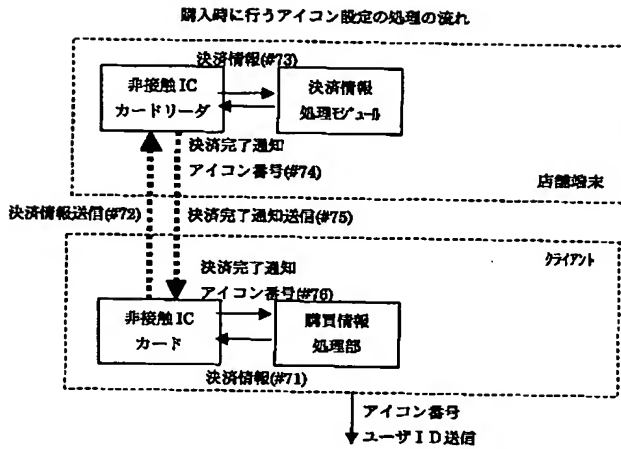 購入時に行うアイコン設定の処理の流れ
決済情報(#73)
非接触IC
カードリーダ
決済情報
処理モジュール
決済完了通知
アイコン番号(#74)
店舗端末
決済情報送信(#72)
決済完了通知送信(#75)
クライアント
決済完了通知
アイコン番号(#76)
非接触IC
カード
購買情報
処理部
決済情報(#71)
アイコン番号
ユーザID送信